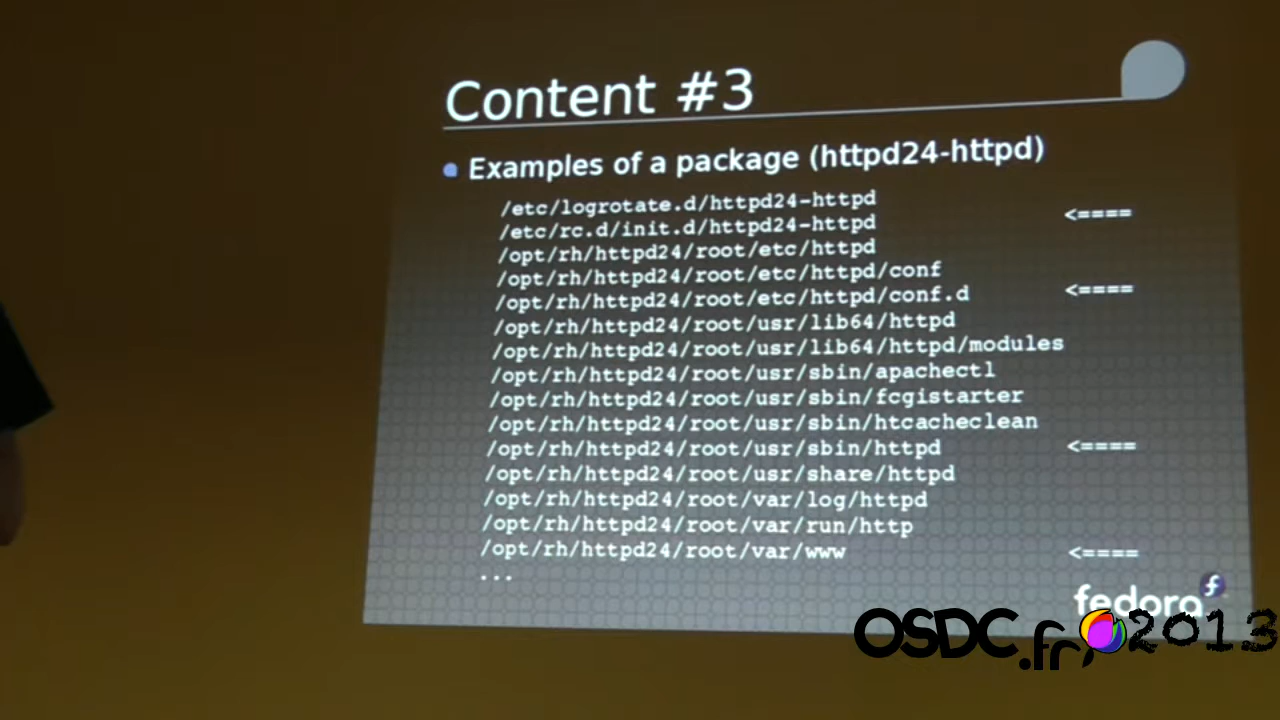 Content #3
Examples of a package (httpd24-httpd)
/etc/logrotate.d/httpd24-httpd
/etc/rc.d/init.d/httpd24-httpd <====
/opt/rh/httpd24/root/etc/httpd
/opt/rh/httpd24/root/etc/httpd/conf
/opt/rh/httpd24/root/etc/httpd/conf.d <====
/opt/rh/httpd24/root/usr/lib64/httpd
/opt/rh/httpd24/root/usr/lib64/httpd/modules
/opt/rh/httpd24/root/usr/sbin/apachectl
/opt/rh/httpd24/root/usr/sbin/fcgistarter
/opt/rh/httpd24/root/usr/sbin/htcacheclean
/opt/rh/httpd24/root/usr/sbin/httpd <====
/opt/rh/httpd24/root/usr/share/httpd
/opt/rh/httpd24/root/var/log/httpd
/opt/rh/httpd24/root/var/run/http
/opt/rh/httpd24/root/var/www <====
...
fedora
OSDC.fr 2013